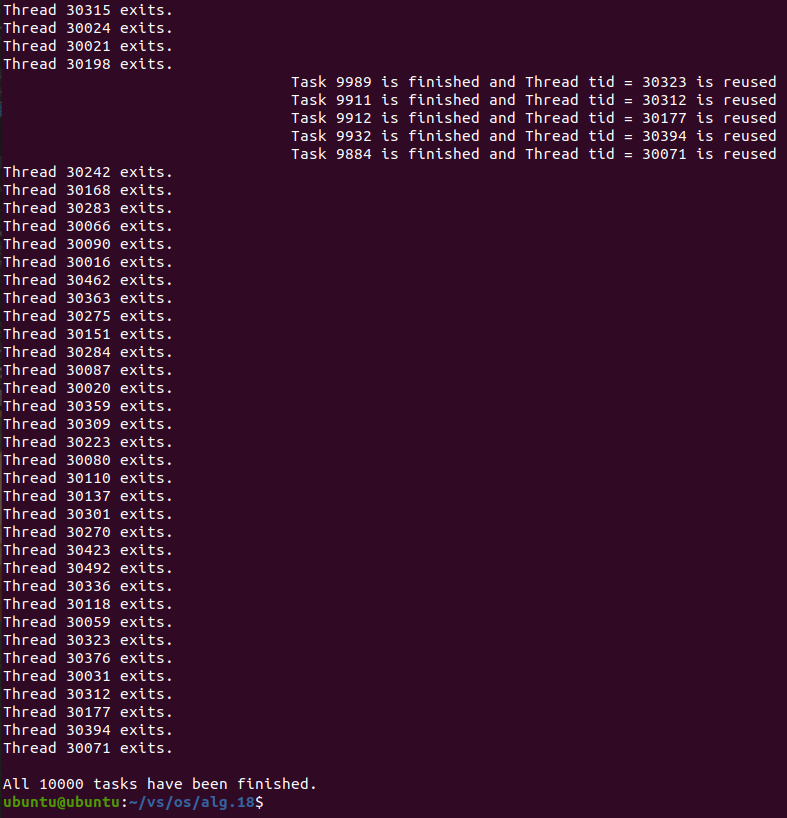 Thread 30315 exits.
Thread 30024 exits.
Thread 30021 exits.
Thread 30198 exits.
Task 9989 is finished and Thread tid = 30323 is reused
Task 9911 is finished and Thread tid = 30312 is reused
Task 9912 is finished and Thread tid = 30177 is reused
Task 9932 is finished and Thread tid = 30394 is reused
Task 9884 is finished and Thread tid = 30071 is reused
Thread 30242 exits.
Thread 30168 exits.
Thread 30283 exits.
Thread 30066 exits.
Thread 30090 exits.
Thread 30016 exits.
Thread 30462 exits.
Thread 30363 exits.
Thread 30275 exits.
Thread 30151 exits.
Thread 30284 exits.
Thread 30087 exits.
Thread 30020 exits.
Thread 30359 exits.
Thread 30309 exits.
Thread 30223 exits.
Thread 30080 exits.
Thread 30110 exits.
Thread 30137 exits.
Thread 30301 exits.
Thread 30270 exits.
Thread 30423 exits.
Thread 30492 exits.
Thread 30336 exits.
Thread 30118 exits.
Thread 30059 exits.
Thread 30323 exits.
Thread 30376 exits.
Thread 30031 exits.
Thread 30312 exits.
Thread 30177 exits.
Thread 30394 exits.
Thread 30071 exits.
All 10000 tasks have been finished.
ubuntu@ubuntu:~/vs/os/alg.18$